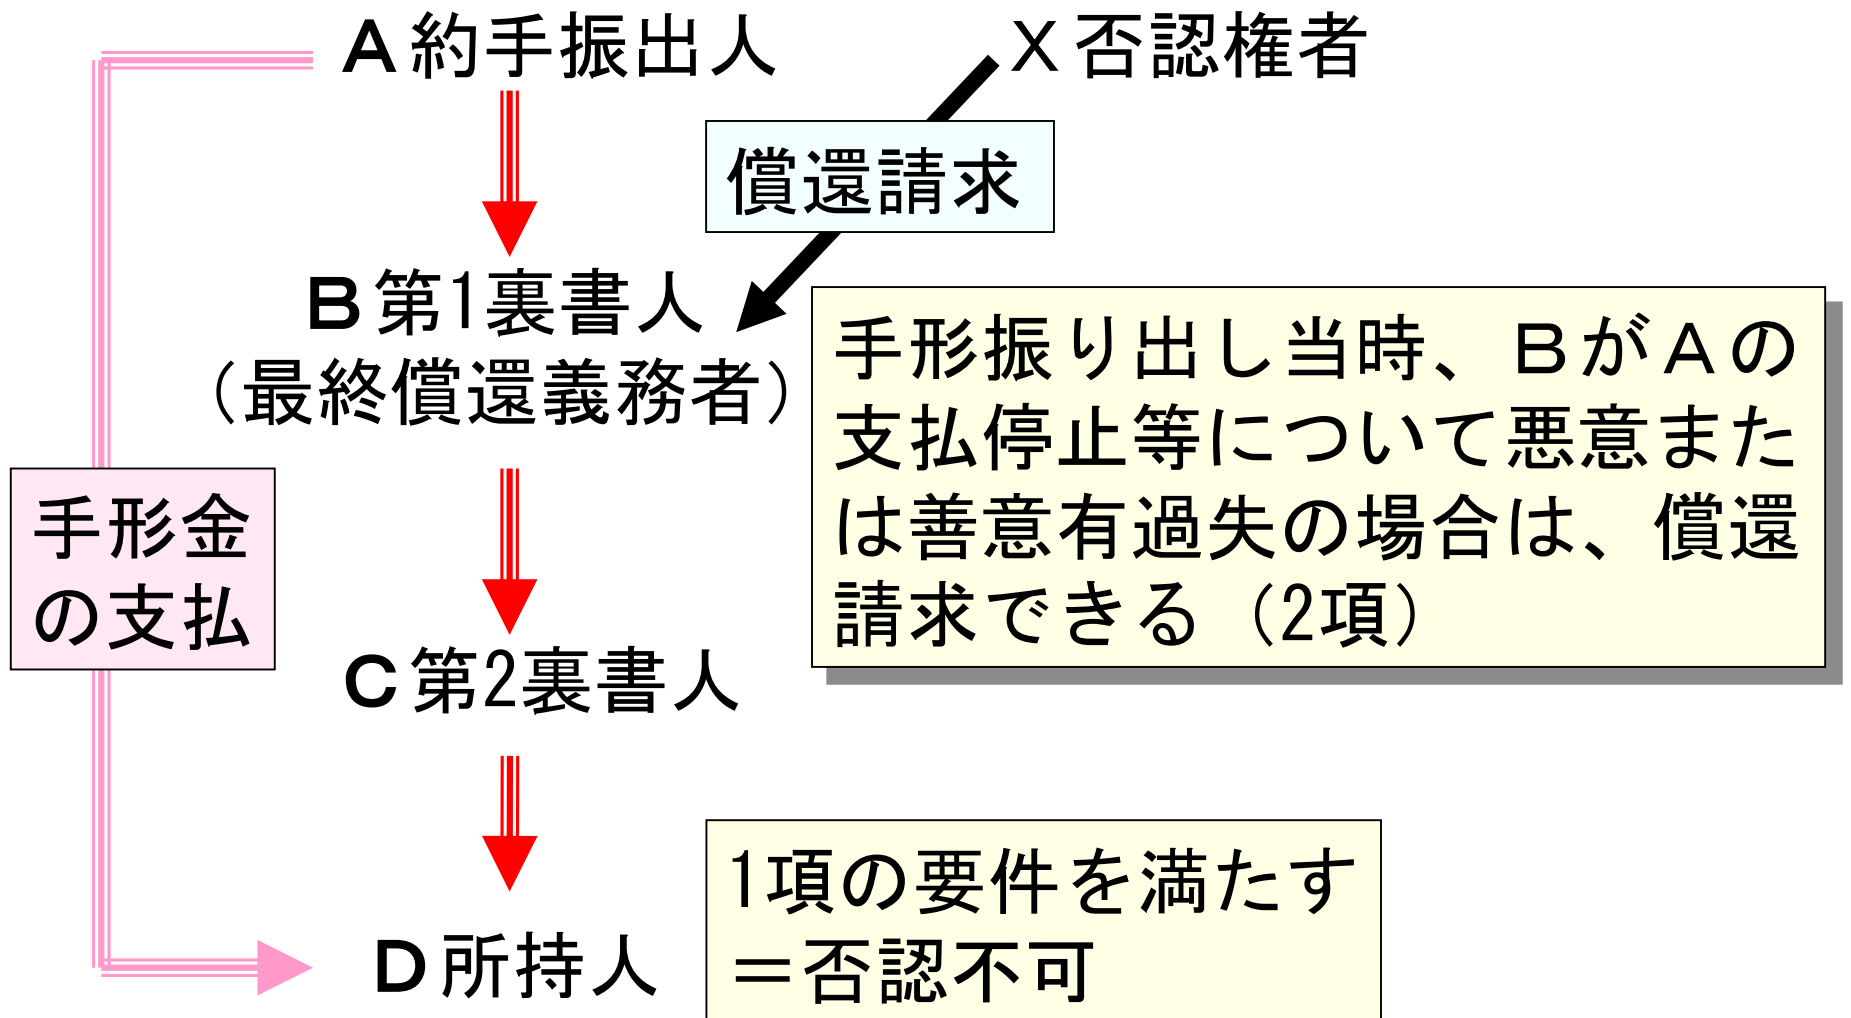 A約手振出人
X否認権者
償還請求
B第1裏書人
（最終償還義務者）
手形振り出し当時、BがAの
支払停止等について悪意また
は善意有過失の場合は、償還
請求できる（2項）
手形金
の支払
C第2裏書人
D所持人
1項の要件を満たす
＝否認不可